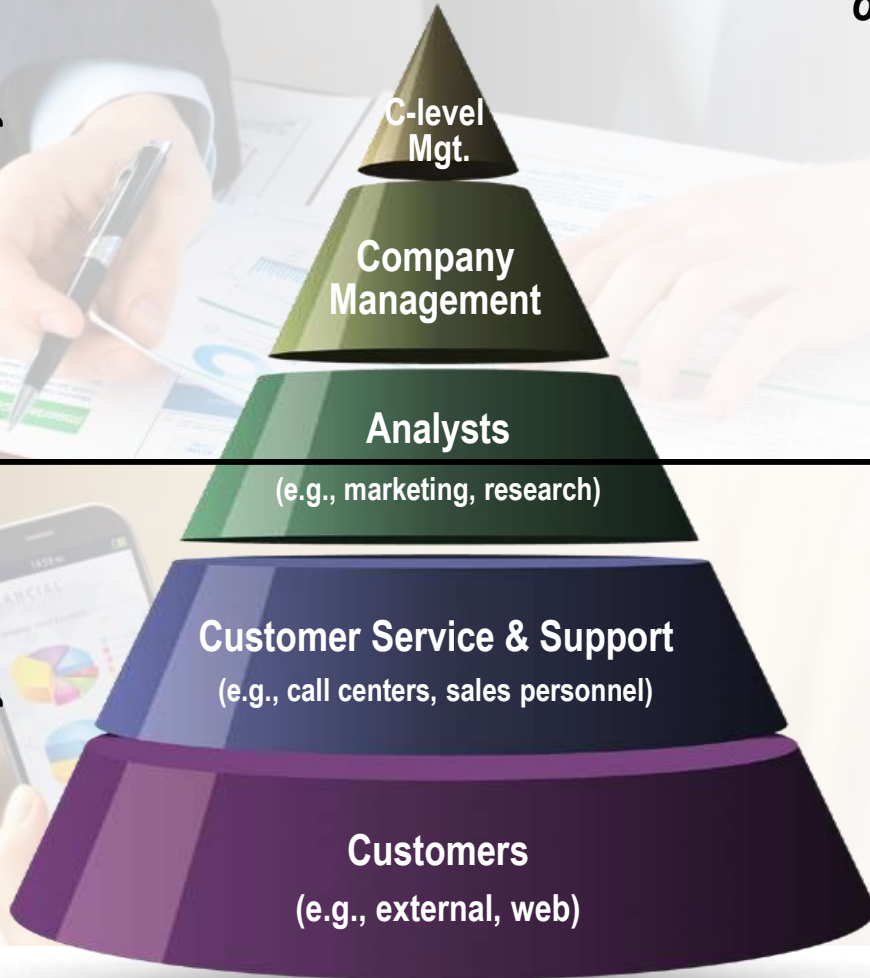 C-level
Mgt.
Company
Management
Analysts
(e.g., marketing, research)
Customer Service & Support
(e.g., call centers, sales personnel)
Customers
(e.g., external, web)